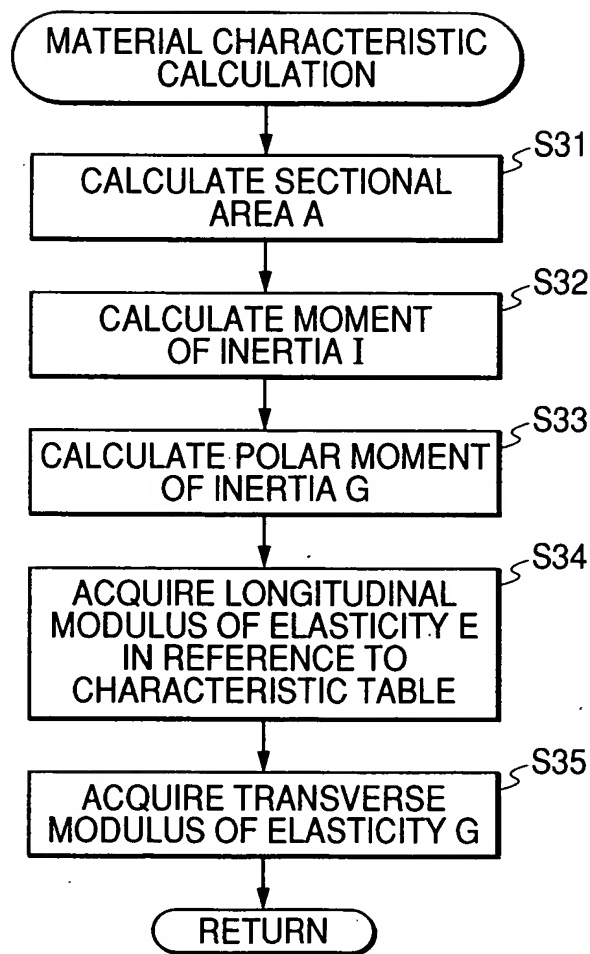 MATERIAL CHARACTERISTIC
CALCULATION
S31
CALCULATE SECTIONAL
AREA A
S32
CALCULATE MOMENT
OF INERTIA I
S33
CALCULATE POLAR MOMENT
OF INERTIA G
S34
ACQUIRE LONGITUDINAL
MODULUS OF ELASTICITY E
IN REFERENCE TO
CHARACTERISTIC TABLE
S35
ACQUIRE TRANSVERSE
MODULUS OF ELASTICITY G
RETURN